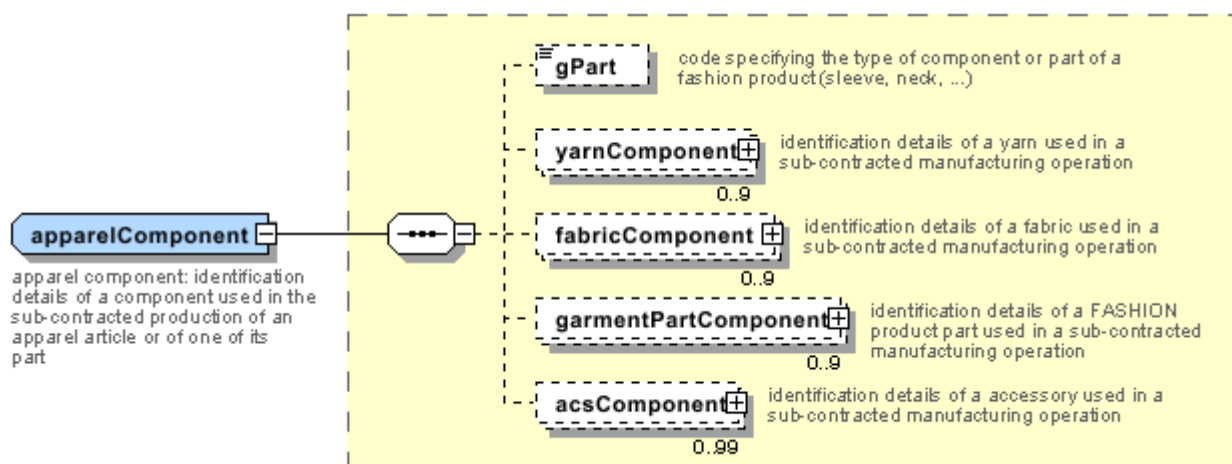 gPart
code specifying the type of component or part of a
fashion product(sleeve, neck, ...)
yarnComponent
identification details of a yarn used in a
sub-contracted manufacturing operation
0..9
apparelComponent
apparel component: identification
details of a component used in the
sub-contracted production of an
apparel article or of one of its
part
fabricComponent
identification details of a fabric used in a
sub-contracted manufacturing operation
0..9
garmentPartComponent
identification details of a FASHION
product part used in a sub-contracted
manufacturing operation
0..9
acsComponent
identification details of a accessory used in a
sub-contracted manufacturing operation
0..99